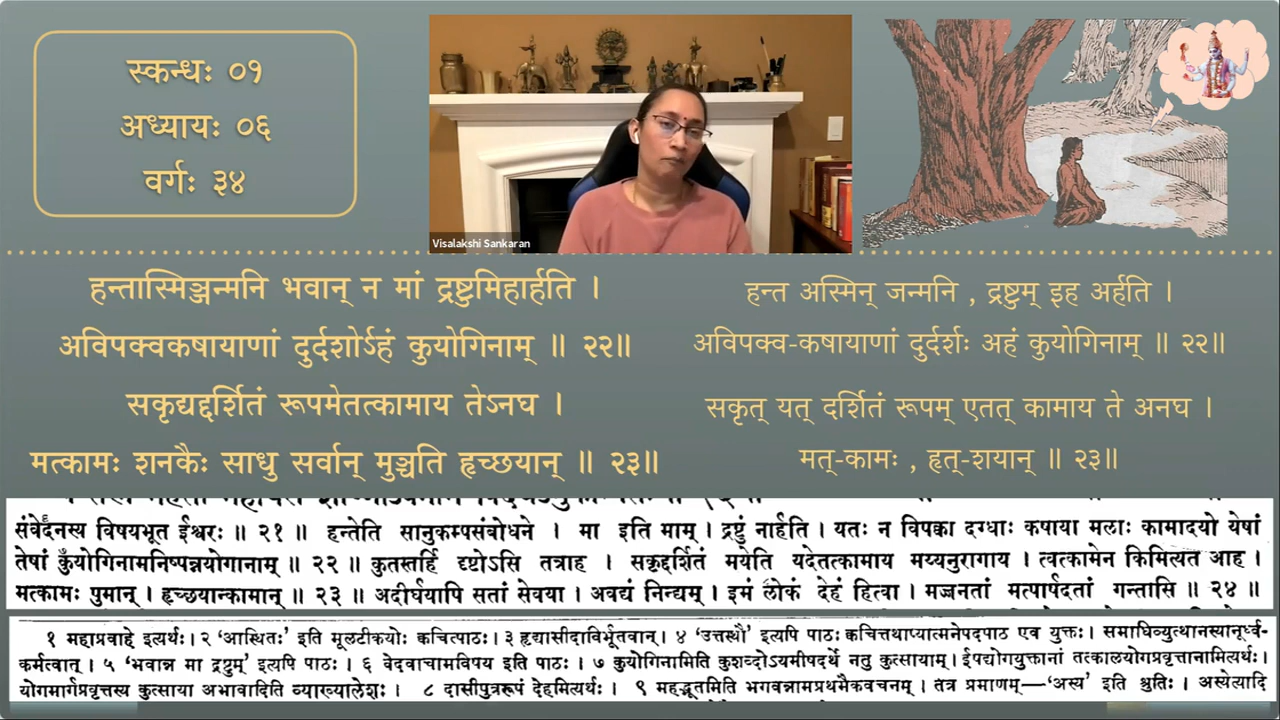 स्कन्धः ०१
अध्यायः ०६
वर्गः ३४
Visalakshi Sankaran
हन्तास्मिञ्जन्मनि भवान् न मां द्रष्टुमिहार्हति ।
अविपक्वकषायाणां दुर्दशोर्ऽहं कुयोगिनाम् ॥ २२॥
सकृद्यद्दर्शितं रूपमेतत्कामाय तेऽनघ ।
मत्कामः शनकैः साधु सर्वान् मुञ्चति हृच्छयान् ॥ २३॥
हन्त अस्मिन् जन्मनि , द्रष्टुम् इह अर्हति ।
अविपक्व-कषायाणां दुर्दर्शः अहं कुयोगिनाम् ॥ २२॥
सकृत् यत् दर्शितं रूपम् एतत् कामाय ते अनघ ।
मत्-कामः , हृत्-शयान् ॥ २३॥
संवेदनस्य विषयभूत ईश्वरः ॥ २१ ॥ हन्तेति सानुकम्पसंबोधने । मा इति माम् । द्रष्टुं नार्हति । यतः न विपक्का दग्धाः कषाया मलाः कामादयो येषां
तेषां कुँयोगिनामनिष्पन्नयोगानाम् ॥ २२ ॥ कुतस्तर्हि दृष्टोऽसि तत्राह । सकृद्दर्शितं मयेति यदेतत्कामाय मय्यनुरागाय । त्वत्कामेन किमित्यत आह ।
मत्कामः पुमान् । हृच्छयान्कामान् ॥ २३ ॥ अदीर्घयापि सतां सेवया । अवद्यं निन्द्यम् । इमं लोकं देहं हित्वा । मज्जनतां मत्पार्षदतां गन्तासि ॥ २४ ॥
१ महाप्रवाहे इत्यर्थः । २ ‘आस्थितः’ इति मूलटीकयोः क्वचित्पाठः । ३ हृद्यासीदाविर्भूतवान् । ४ ‘उत्तस्थौ’ इत्यपि पाठः क्वचित्तथाप्यात्मनेपदपाठ एव युक्तः । समाधिव्युत्थानस्यानूर्ध्व-
कर्मत्वात् । ५ ‘भवान्न मा द्रष्टुम्’ इत्यपि पाठः । ६ वेदवाचामविषय इति पाठः । ७ कुयोगिनामिति कुशब्दोऽयमीषदर्थे नतु कुत्सायाम् । ईषद्योगयुक्तानां तत्कालयोगप्रवृत्तानामित्यर्थः ।
योगमार्गप्रवृत्तस्य कुत्साया अभावादिति व्याख्यालेशः । ८ दासीपुत्ररूपं देहमित्यर्थः । ९ महद्भूतमिति भगवन्नामप्रथमैकवचनम् । तत्र प्रमाणम्—‘अस्य’ इति श्रुतिः । अस्येत्यादि